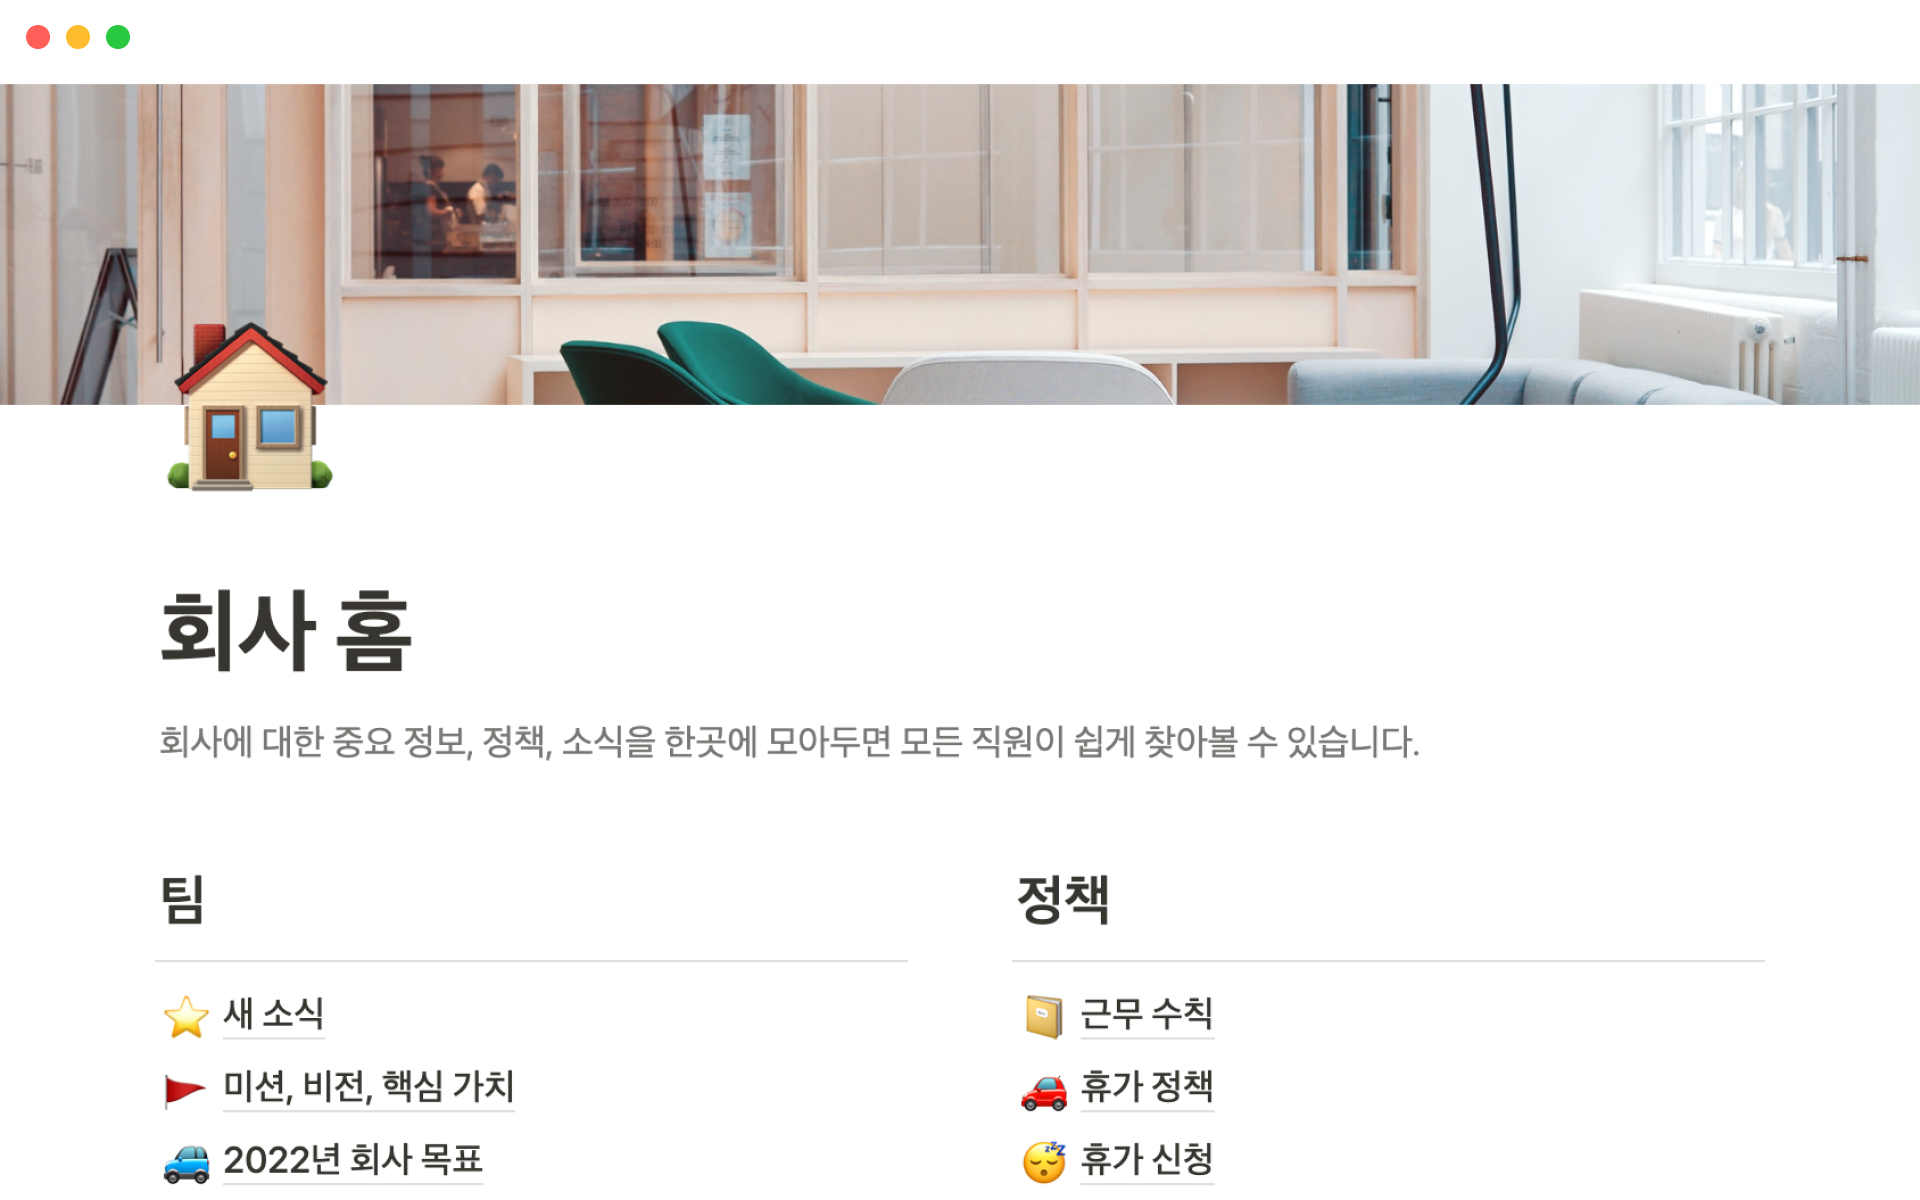 회사 홈
회사에 대한 중요 정보, 정책, 소식을 한곳에 모아두면 모든 직원이 쉽게 찾아볼 수 있습니다.
팀
새 소식
미션, 비전, 핵심 가치
2022년 회사 목표
정책
근무 수칙
휴가 정책
휴가 신청